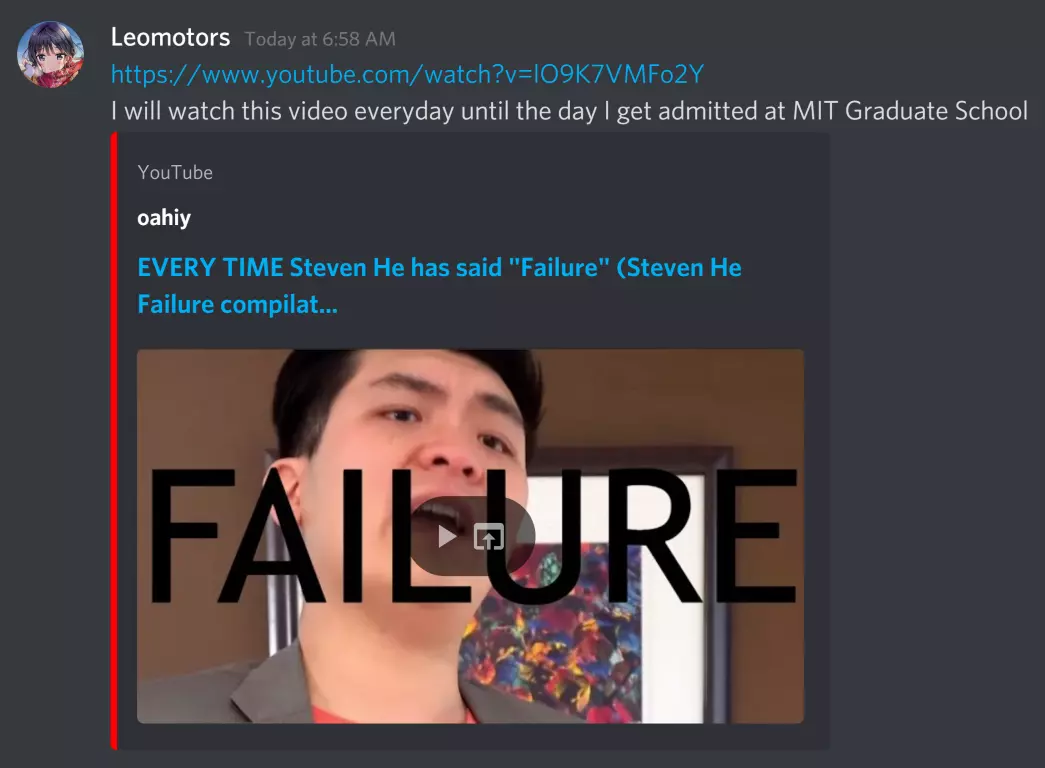 Leomotors Today at 6:58 AM
https://www.youtube.com/watch?v=lO9K7VMFo2Y
I will watch this video everyday until the day I get admitted at MIT Graduate School
YouTube
oahiy
EVERY TIME Steven He has said "Failure" (Steven He
Failure compilat...
FAILURE